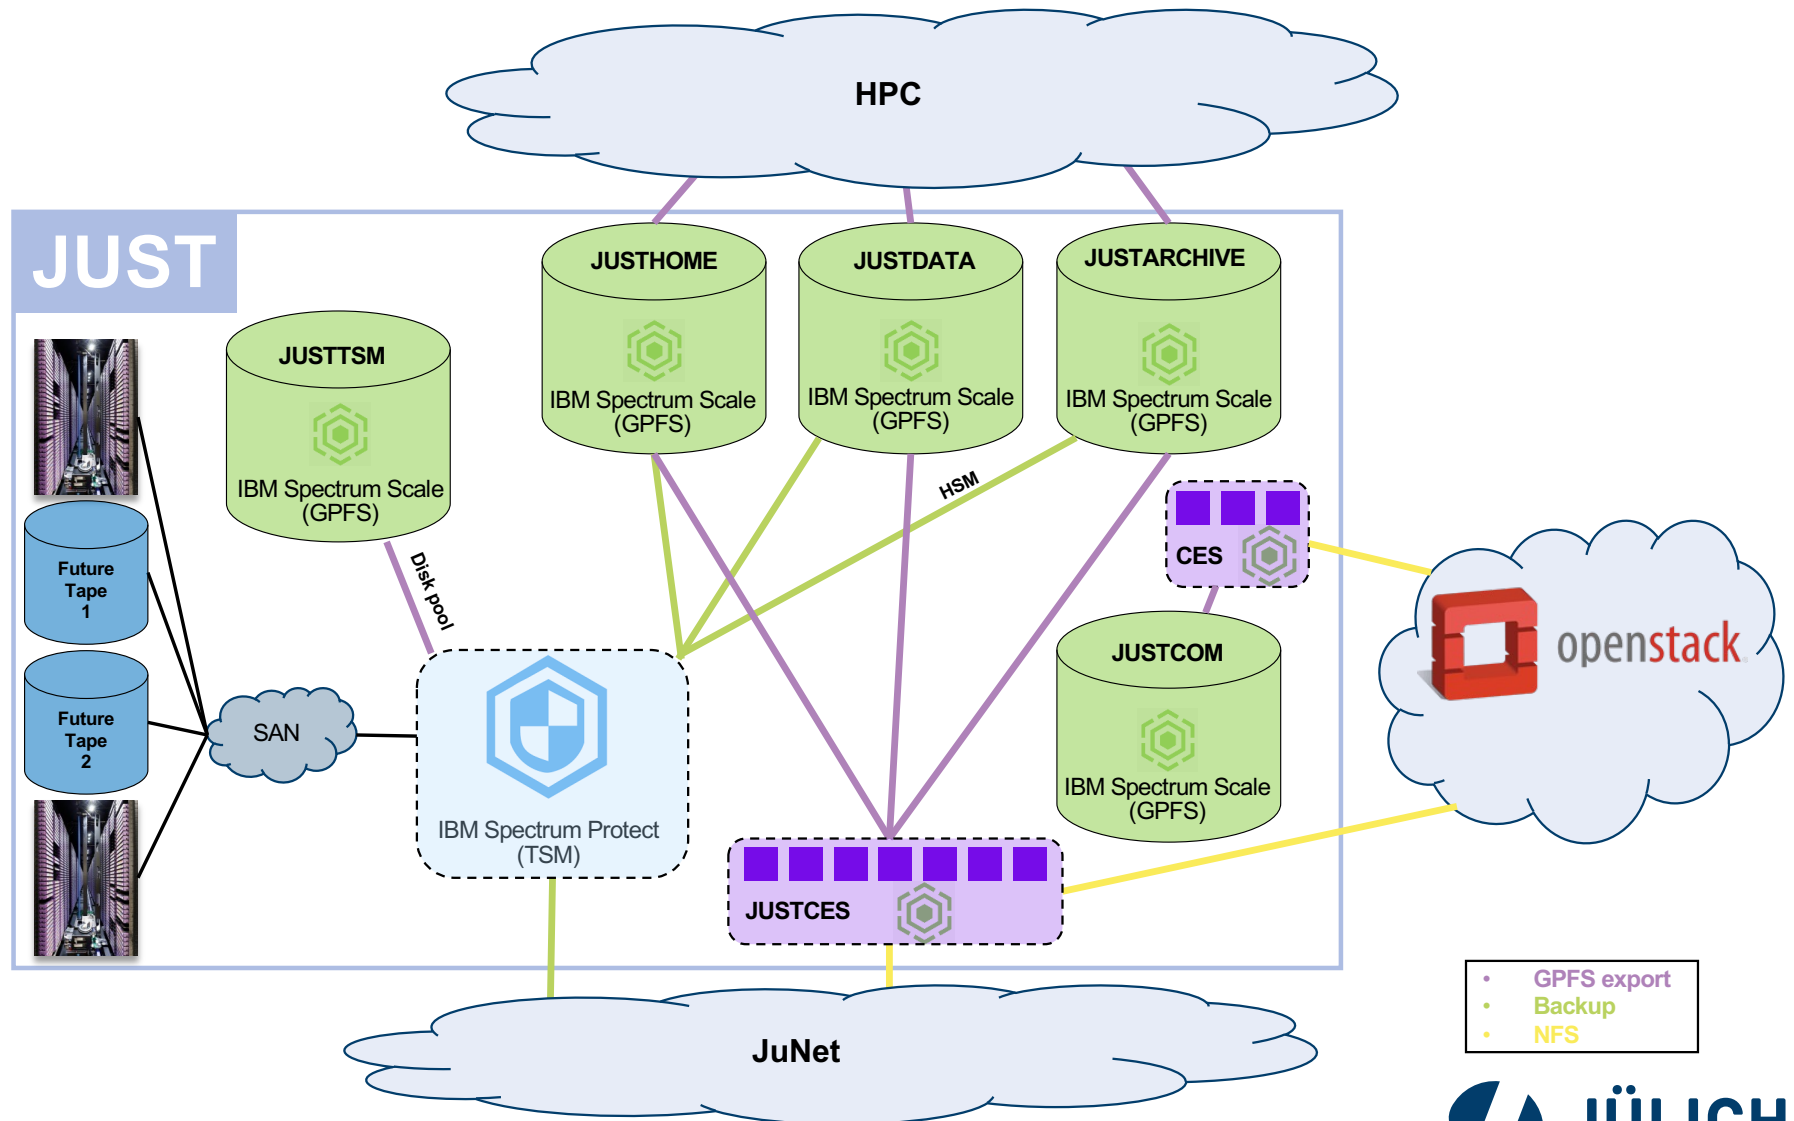 HPC
JUST
JUSTHOME
IBM Spectrum Scale
(GPFS)
JUSTDATA
IBM Spectrum Scale
(GPFS)
JUSTARCHIVE
IBM Spectrum Scale
(GPFS)
JUSTTSM
IBM Spectrum Scale
(GPFS)
HSM
Disk pool
CES
Future
Tape
1
Future
Tape
2
SAN
IBM Spectrum Protect
(TSM)
JUSTCOM
IBM Spectrum Scale
(GPFS)
openstack
JUSTCES
JuNet
• GPFS export
• Backup
• NFS
JÜLICH